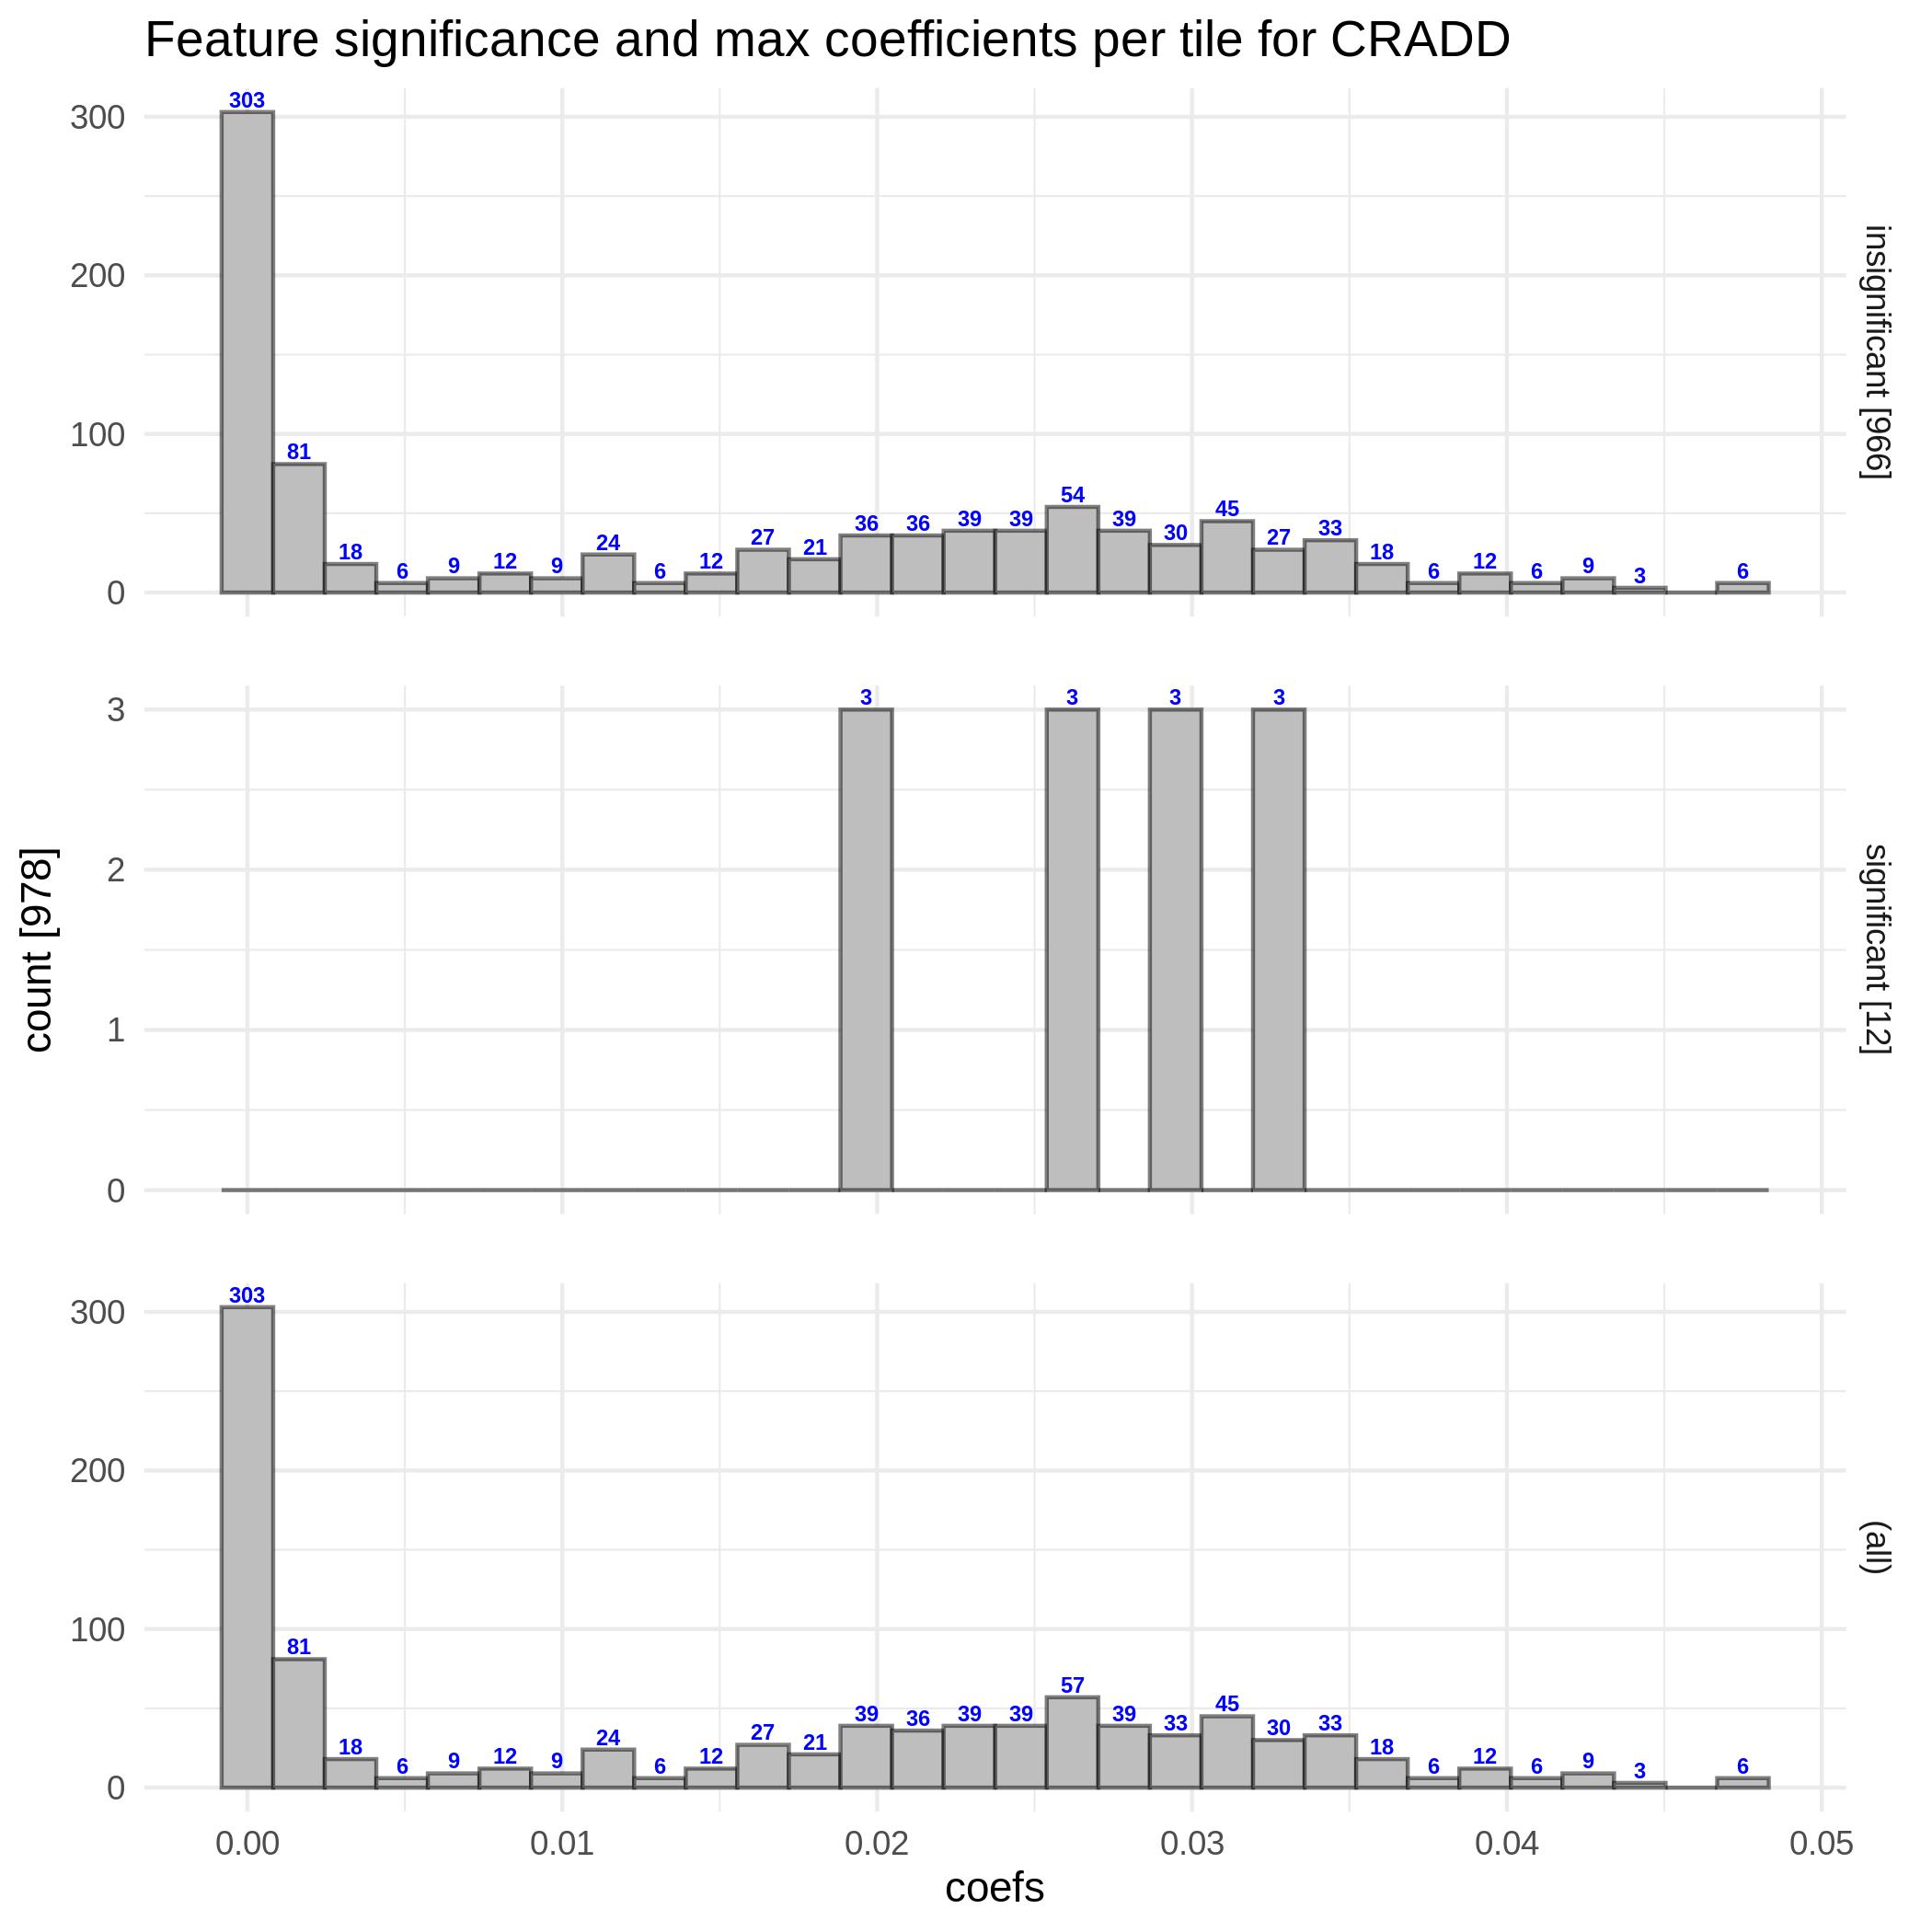 Feature significance and max coefficients per tile for CRADD
count [978]
300
200
100
0
303 81 18 6 9 12 9 24 6 12 27 21 36 36 39 39 54 39 30 45 27 33 18 6 12 6 9 3 6
insignificant [966]
3
2
1
0
3 3 3 3
significant [12]
300
200
100
0
303 81 18 6 9 12 9 24 6 12 27 21 39 36 39 39 57 39 33 45 30 33 18 6 12 6 9 3 6
(all)
0.00 0.01 0.02 0.03 0.04 0.05
coefs